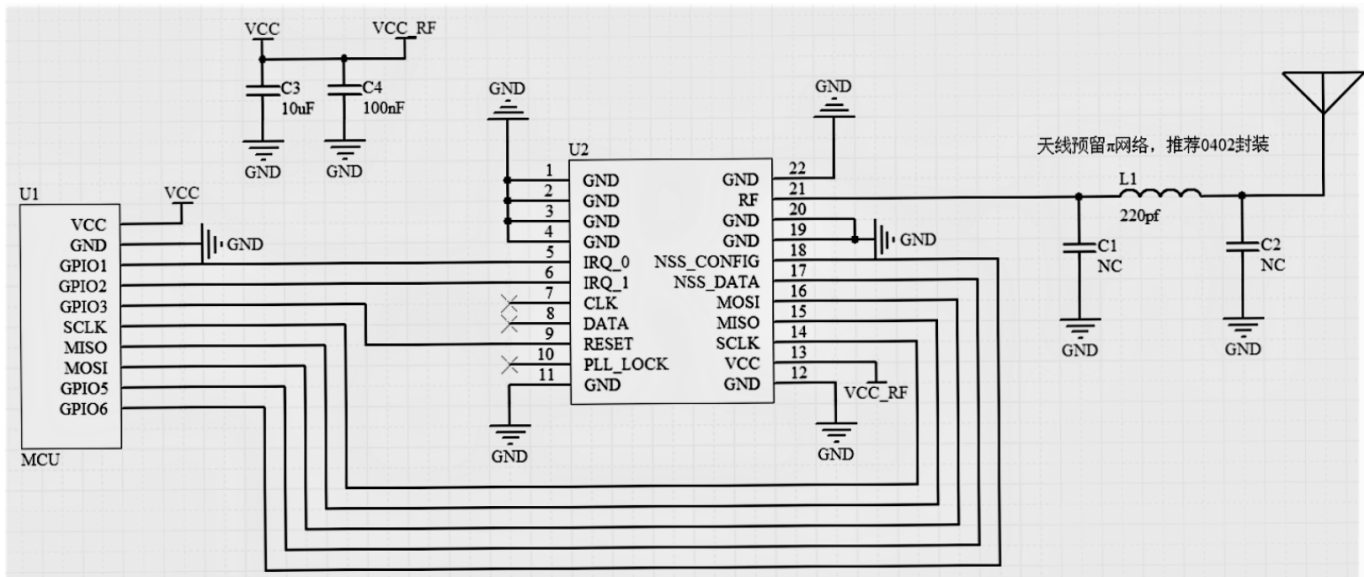 VCC
VCC_RF
C3
10uF
C4
100nF
GND
GND
GND
GND
天线预留π网络，推荐0402封装
U1
VCC
VCC
GND
GND
GPIO1
GPIO2
GPIO3
SCLK
MISO
MOSI
GPIO5
GPIO6
MCU
U2
1 GND
2 GND
3 GND
4 GND
5 IRQ_0
6 IRQ_1
7 CLK
8 DATA
9 RESET
10 PLL_LOCK
11 GND
GND
GND 22
RF 21
GND 20
GND 19
GND
NSS_CONFIG 18
NSS_DATA 17
MOSI 16
MISO 15
SCLK 14
VCC 13
VCC_RF
GND 12
GND
L1
220pf
C1
NC
GND
C2
NC
GND